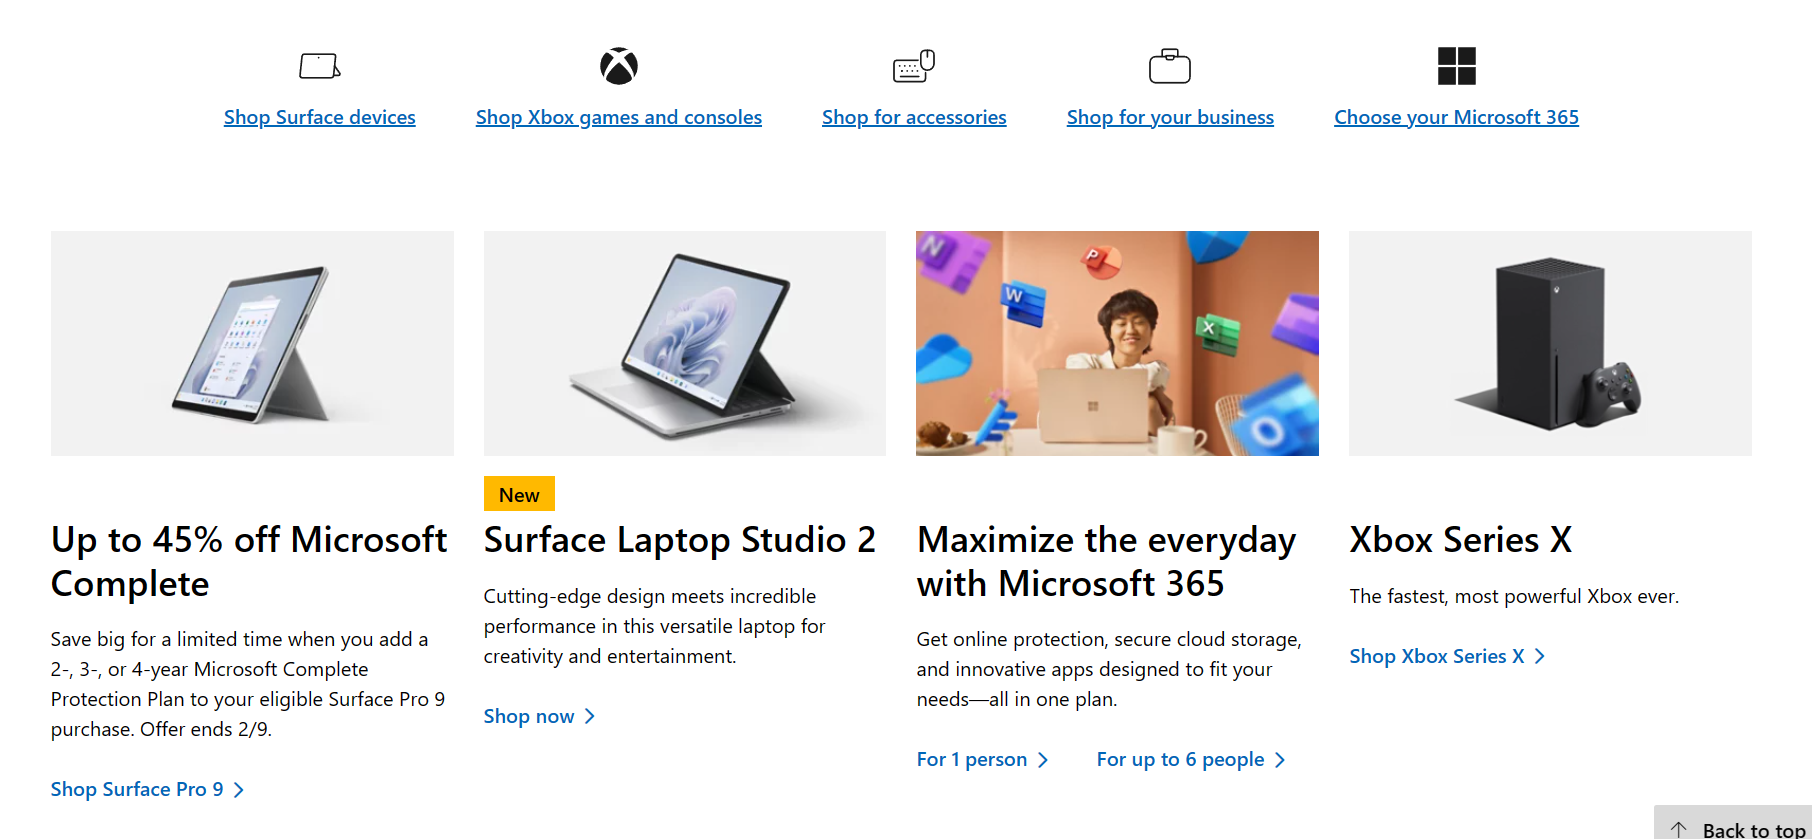 Shop Surface devices
Shop Xbox games and consoles
Shop for accessories
Shop for your business
Choose your Microsoft 365
N
P
W
X
O
Up to 45% off Microsoft
Complete
Save big for a limited time when you add a
2-, 3-, or 4-year Microsoft Complete
Protection Plan to your eligible Surface Pro 9
purchase. Offer ends 2/9.
Shop Surface Pro 9
New
Surface Laptop Studio 2
Cutting-edge design meets incredible
performance in this versatile laptop for
creativity and entertainment.
Shop now
Maximize the everyday
with Microsoft 365
Get online protection, secure cloud storage,
and innovative apps designed to fit your
needs—all in one plan.
For 1 person
For up to 6 people
Xbox Series X
The fastest, most powerful Xbox ever.
Shop Xbox Series X
Back to top